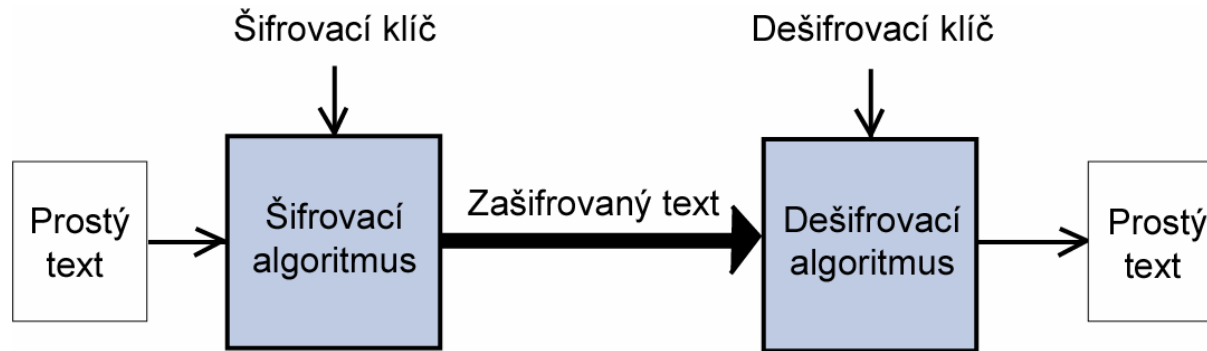 Šifrovací klíč
Dešifrovací klíč
Prostý
text
Šifrovací
algoritmus
Zašifrovaný text
Dešifrovací
algoritmus
Prostý
text